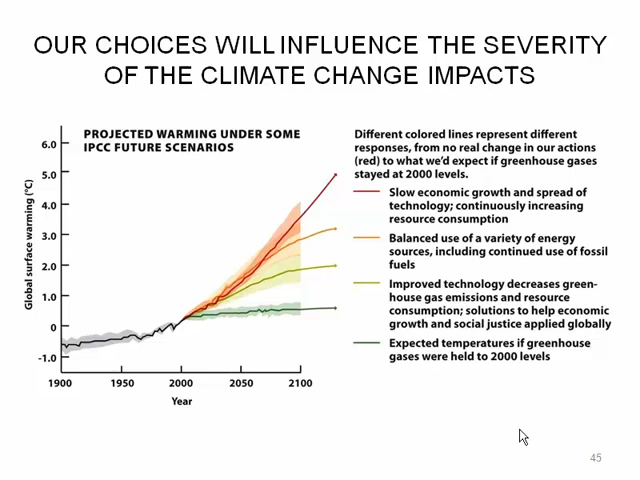 OUR CHOICES WILL INFLUENCE THE SEVERITY
OF THE CLIMATE CHANGE IMPACTS
PROJECTED WARMING UNDER SOME
IPCC FUTURE SCENARIOS
Global surface warming (°C)
6.0
5.0
4.0
3.0
2.0
1.0
0
-1.0
1900
1950
2000
2050
2100
Year
Different colored lines represent different
responses, from no real change in our actions
(red) to what we'd expect if greenhouse gases
stayed at 2000 levels.
Slow economic growth and spread of
technology; continuously increasing
resource consumption
Balanced use of a variety of energy
sources, including continued use of fossil
fuels
Improved technology decreases green-
house gas emissions and resource
consumption; solutions to help economic
growth and social justice applied globally
Expected temperatures if greenhouse
gases were held to 2000 levels
45